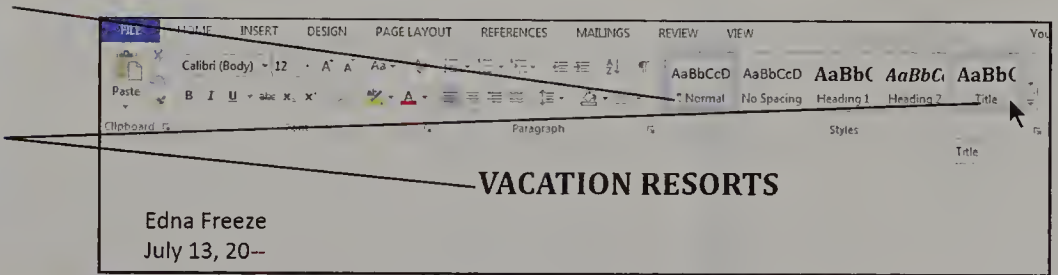 FILE HOME INSERT DESIGN PAGE LAYOUT REFERENCES MAILINGS REVIEW VIEW You
Calibri (Body) 12 A A Aa AaBbCcD AaBbCcD AaBbC AaBbC AaBbC
Paste B I U abc X X A Normal No Spacing Heading 1 Heading 2 Title
Clipboard Font Paragraph Styles
Title
VACATION RESORTS
Edna Freeze
July 13, 20--